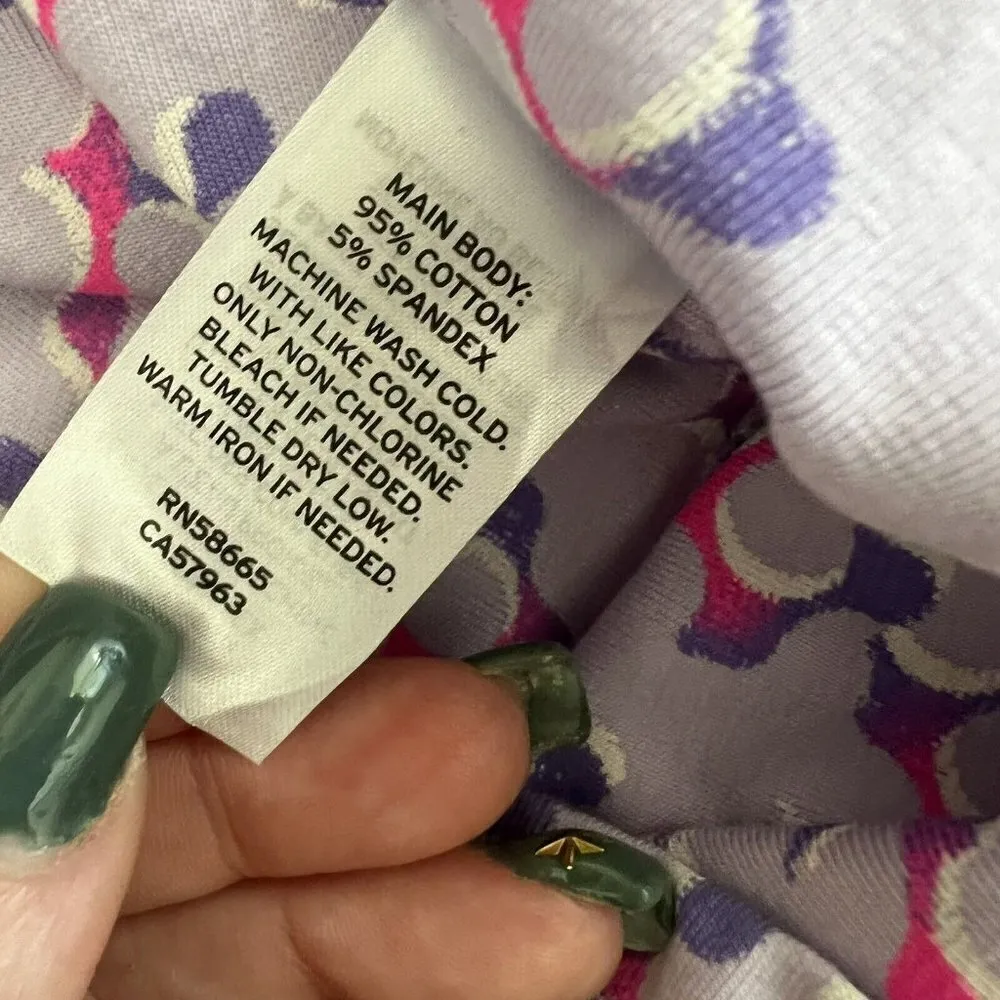 MAIN BODY:
95% COTTON
5% SPANDEX
MACHINE WASH COLD.
WITH LIKE COLORS.
ONLY NON-CHLORINE
BLEACH IF NEEDED.
TUMBLE DRY LOW.
WARM IRON IF NEEDED.
RN58665
CA57963